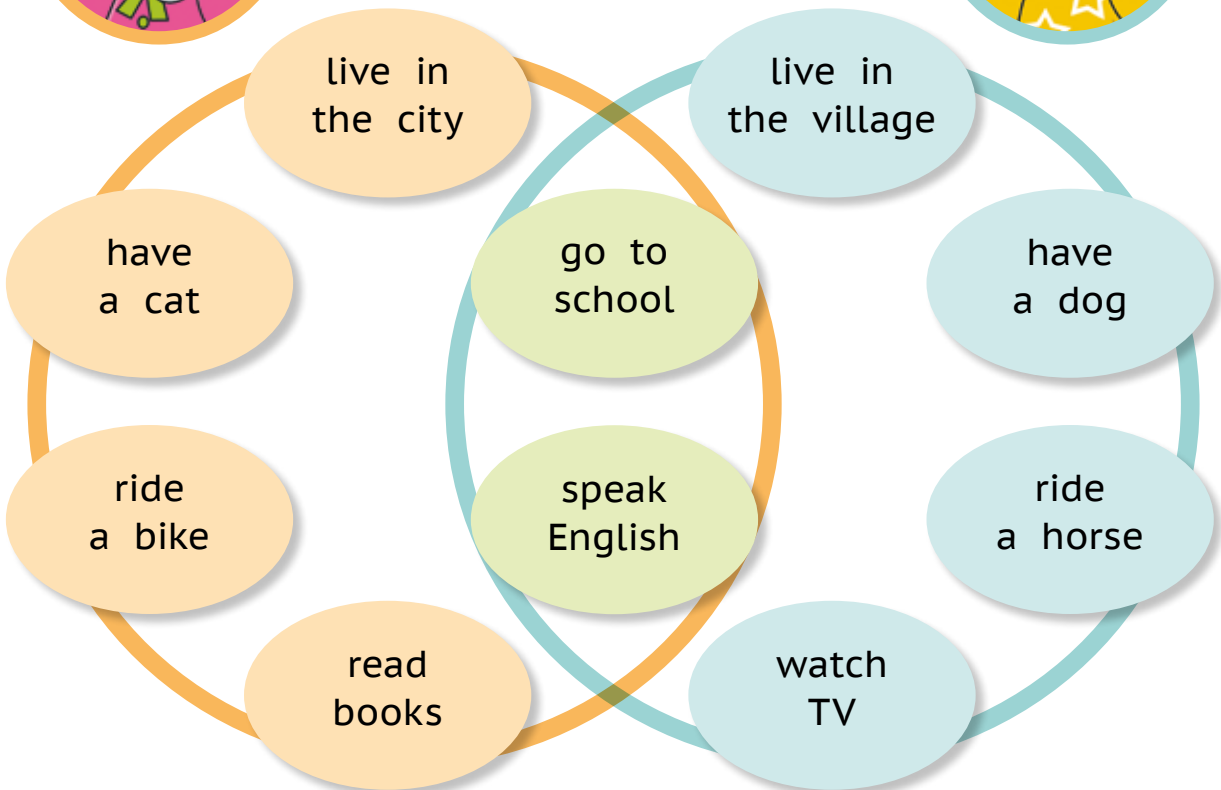 live in
the city
live in
the village
have
a cat
go to
school
have
a dog
ride
a bike
speak
English
ride
a horse
read
books
watch
TV